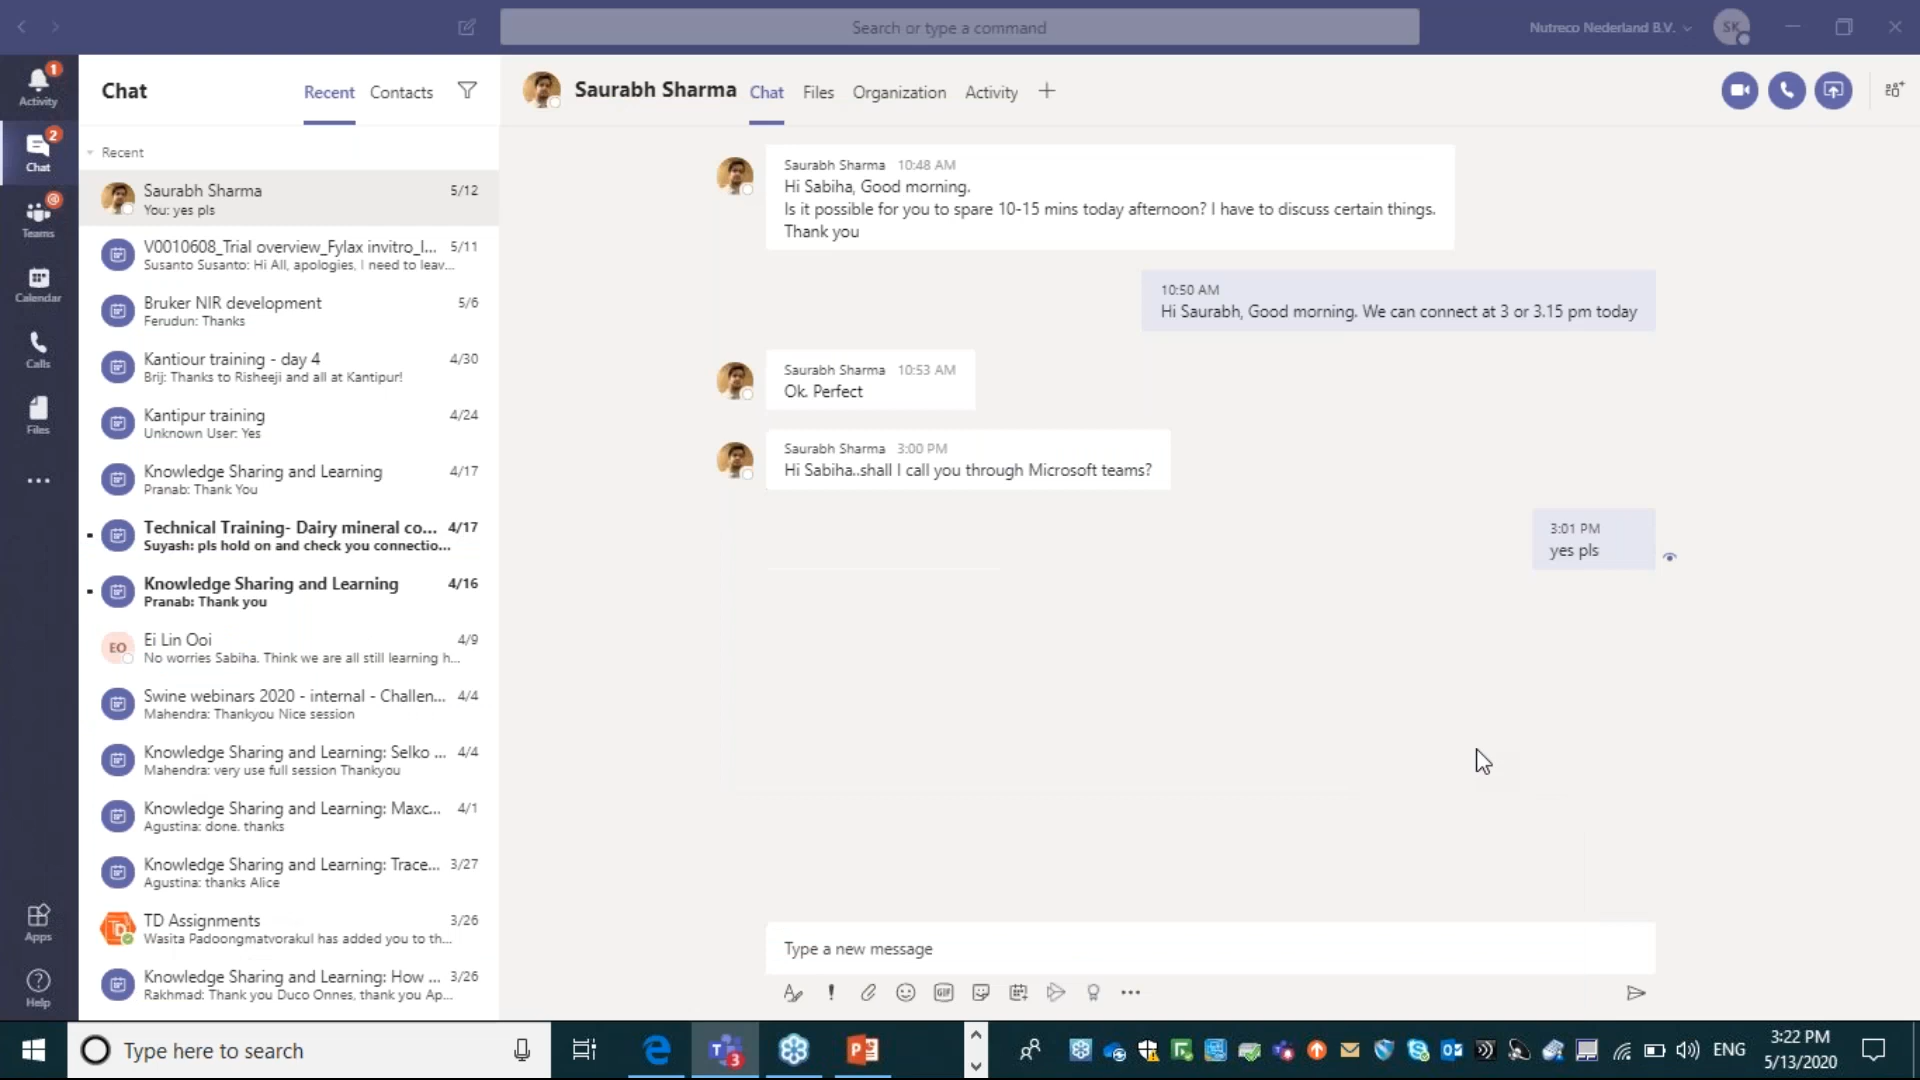 Search or type a command
Nutreco Nederland B.V.
SK
1
Activity
2
Chat
@
Teams
Calendar
Calls
Files
Apps
Help
Chat
Recent
Contacts
Recent
Saurabh Sharma 5/12
You: yes pls
V0010608_Trial overview_Fylax invitro_I... 5/11
Susanto Susanto: Hi All, apologies, I need to leav...
Bruker NIR development 5/6
Ferudun: Thanks
Kantiour training - day 4 4/30
Brij: Thanks to Risheeji and all at Kantipur!
Kantipur training 4/24
Unknown User: Yes
Knowledge Sharing and Learning 4/17
Pranab: Thank You
Technical Training- Dairy mineral co... 4/17
Suyash: pls hold on and check you connectio...
Knowledge Sharing and Learning 4/16
Pranab: Thank you
EO
Ei Lin Ooi 4/9
No worries Sabiha. Think we are all still learning h...
Swine webinars 2020 - internal - Challen... 4/4
Mahendra: Thankyou Nice session
Knowledge Sharing and Learning: Selko ... 4/4
Mahendra: very use full session Thankyou
Knowledge Sharing and Learning: Maxc... 4/1
Agustina: done. thanks
Knowledge Sharing and Learning: Trace... 3/27
Agustina: thanks Alice
TD
TD Assignments 3/26
Wasita Padoongmatvorakul has added you to th...
Knowledge Sharing and Learning: How ... 3/26
Rakhmad: Thank you Duco Onnes, thank you Ap...
Saurabh Sharma
Chat
Files
Organization
Activity
Saurabh Sharma 10:48 AM
Hi Sabiha, Good morning.
Is it possible for you to spare 10-15 mins today afternoon? I have to discuss certain things.
Thank you
10:50 AM
Hi Saurabh, Good morning. We can connect at 3 or 3.15 pm today
Saurabh Sharma 10:53 AM
Ok. Perfect
Saurabh Sharma 3:00 PM
Hi Sabiha..shall I call you through Microsoft teams?
3:01 PM
yes pls
Type a new message
GIF
Type here to search
3
ENG
3:22 PM
5/13/2020